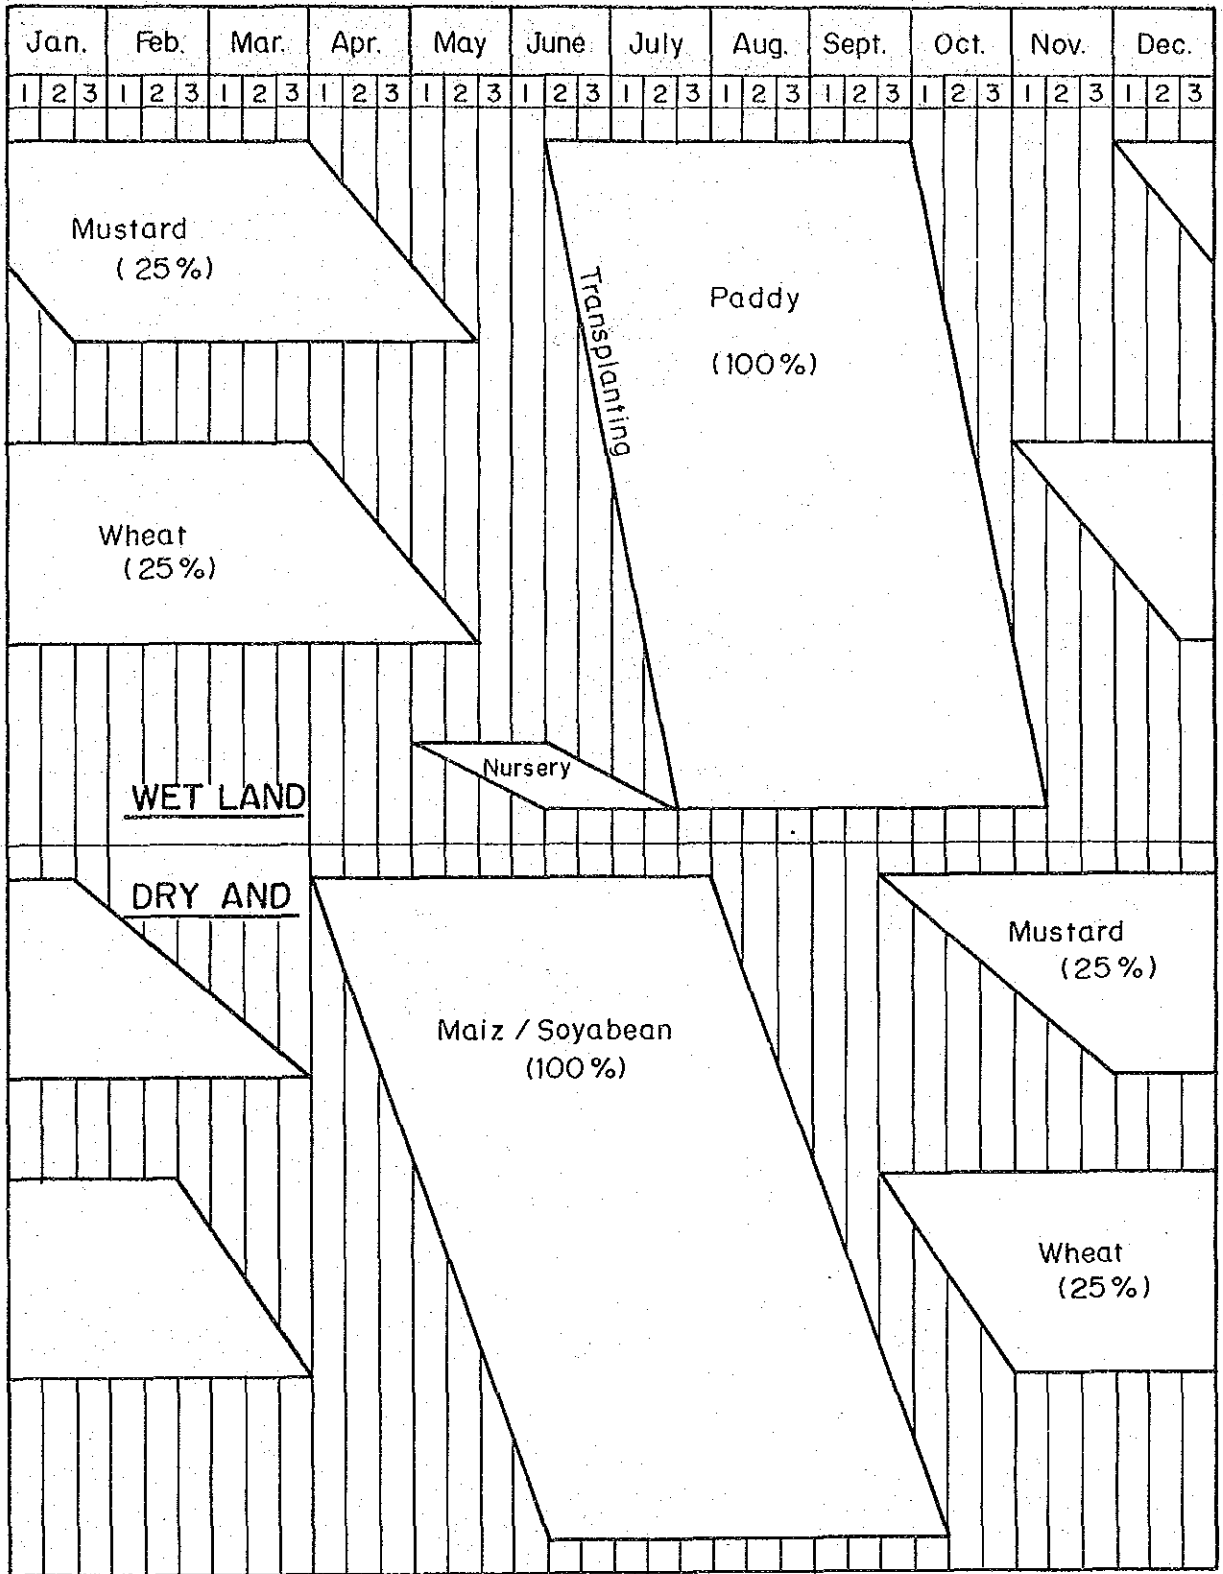 Jan. Feb. Mar. Apr. May June July Aug. Sept. Oct. Nov. Dec.
1 2 3 1 2 3 1 2 3 1 2 3 1 2 3 1 2 3 1 2 3 1 2 3 1 2 3 1 2 3 1 2 3 1 2 3
Mustard
(25%)
Transplanting
Paddy
(100%)
Wheat
(25%)
Nursery
WET LAND
DRY AND
Mustard
(25%)
Maiz / Soyabean
(100%)
Wheat
(25%)